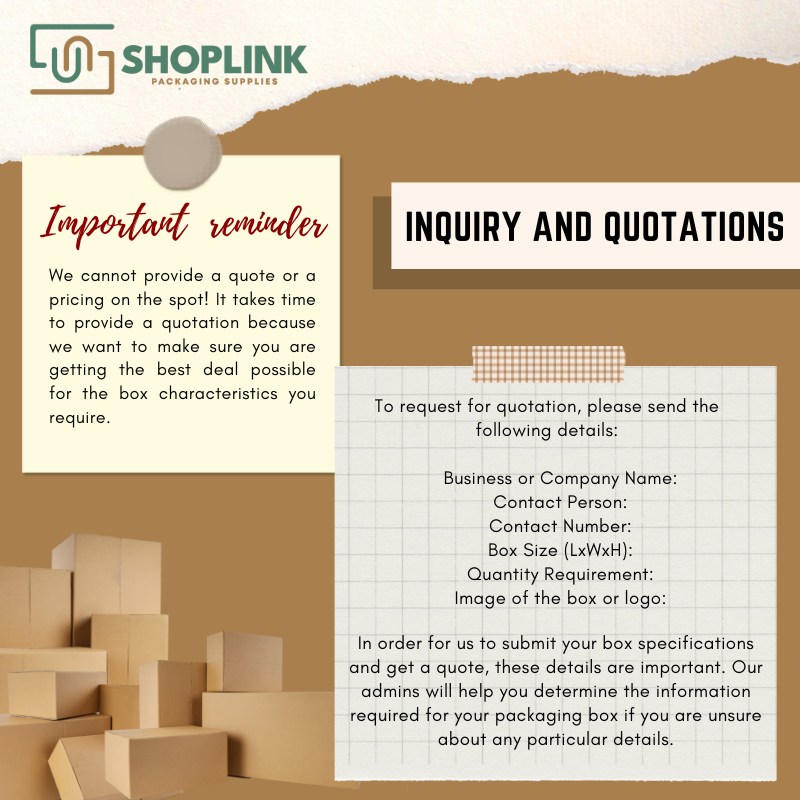 SHOPLINK
PACKAGING SUPPLIES
Important reminder
We cannot provide a quote or a
pricing on the spot! It takes time
to provide a quotation because
we want to make sure you are
getting the best deal possible
for the box characteristics you
require.
INQUIRY AND QUOTATIONS
To request for quotation, please send the
following details:
Business or Company Name:
Contact Person:
Contact Number:
Box Size (LxWxH):
Quantity Requirement:
Image of the box or logo:
In order for us to submit your box specifications
and get a quote, these details are important. Our
admins will help you determine the information
required for your packaging box if you are unsure
about any particular details.